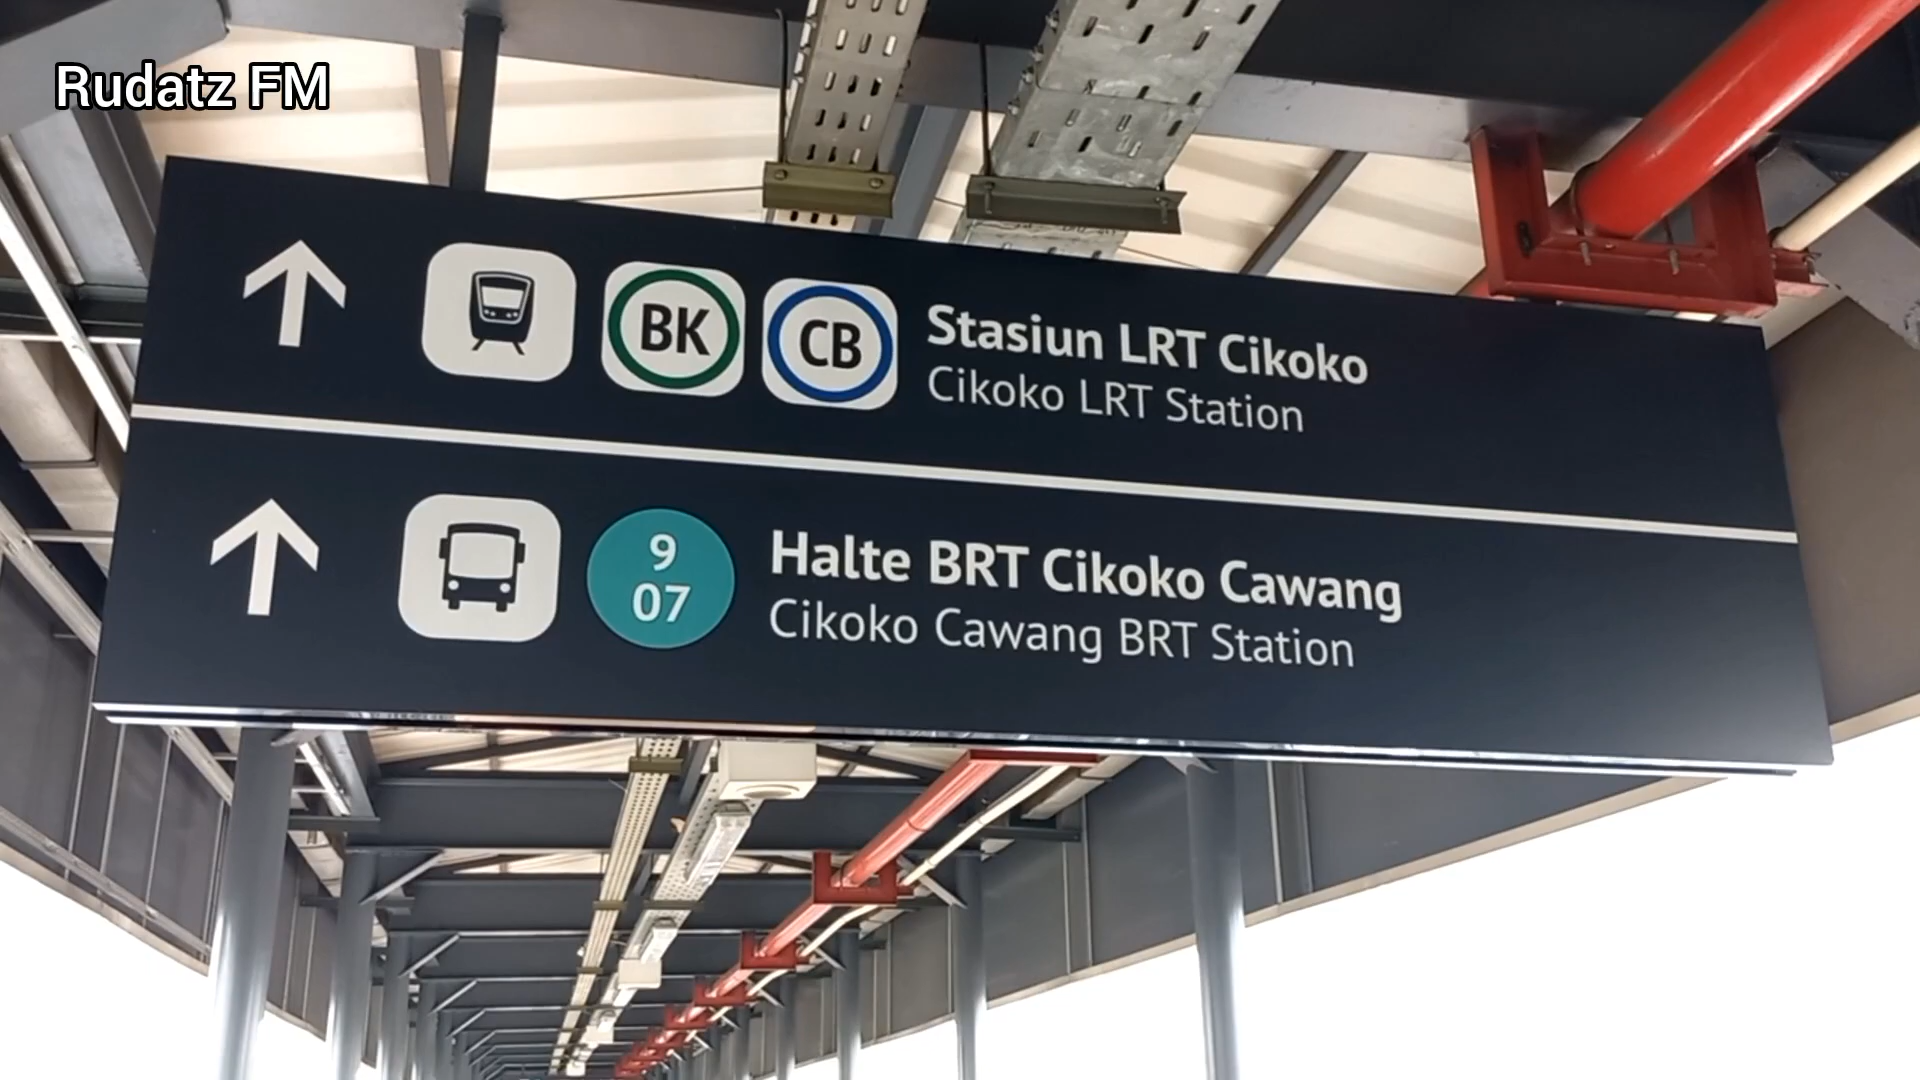 Rudatz FM
BK CB Stasiun LRT Cikoko
Cikoko LRT Station
9
07
Halte BRT Cikoko Cawang
Cikoko Cawang BRT Station